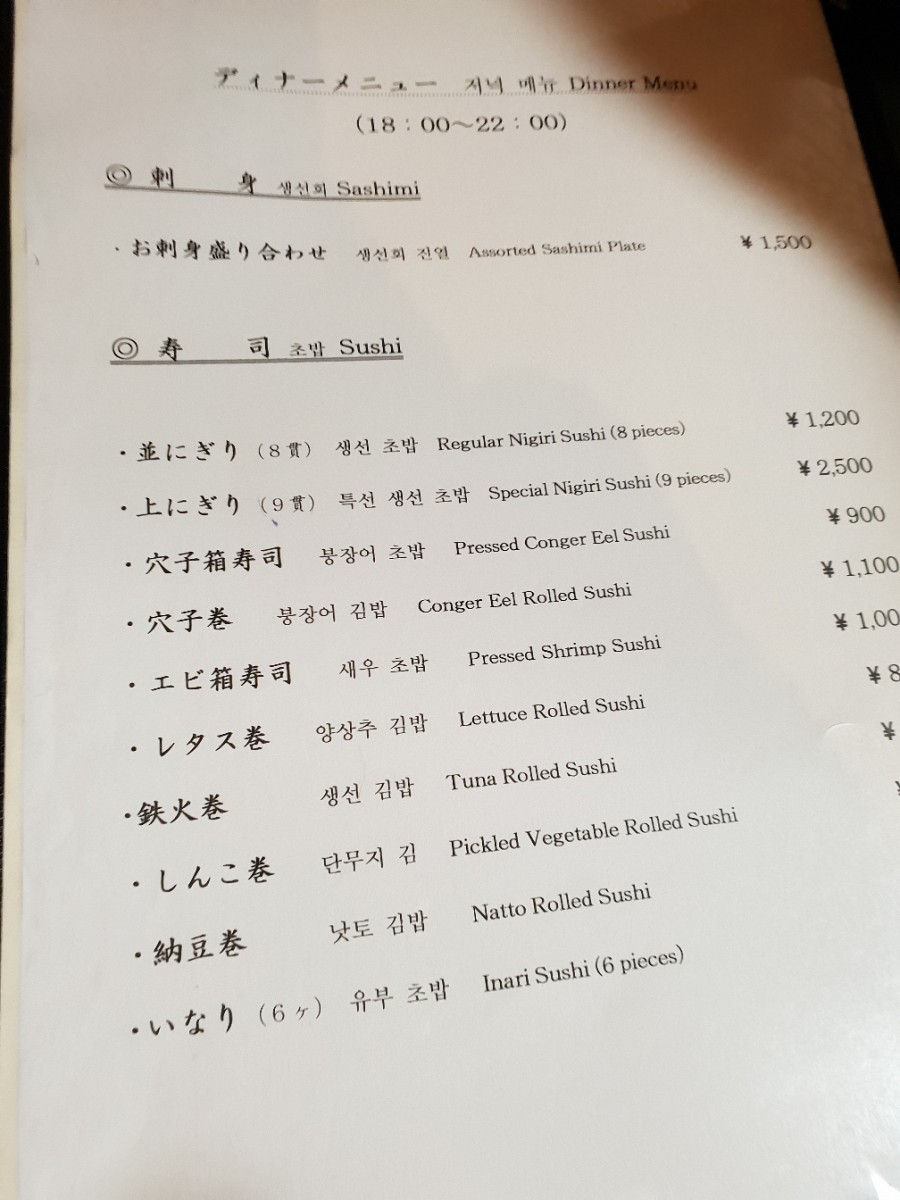 ディナーメニュー 저녁 메뉴 Dinner Menu
(18：00～22：00)
◎ 刺 身 생선회 Sashimi
・お刺身盛り合わせ 생선회 진열 Assorted Sashimi Plate ¥1,500
◎ 寿 司 초밥 Sushi
・並にぎり（8貫） 생선 초밥 Regular Nigiri Sushi (8 pieces) ¥1,200
・上にぎり（9貫） 특선 생선 초밥 Special Nigiri Sushi (9 pieces) ¥2,500
・穴子箱寿司 붕장어 초밥 Pressed Conger Eel Sushi ¥900
・穴子巻 붕장어 김밥 Conger Eel Rolled Sushi ¥1,100
・エビ箱寿司 새우 초밥 Pressed Shrimp Sushi ¥1,00
・レタス巻 양상추 김밥 Lettuce Rolled Sushi ¥8
・鉄火巻 생선 김밥 Tuna Rolled Sushi ¥
・しんこ巻 단무지 김 Pickled Vegetable Rolled Sushi
・納豆巻 낫토 김밥 Natto Rolled Sushi
・いなり（6ヶ） 유부 초밥 Inari Sushi (6 pieces)